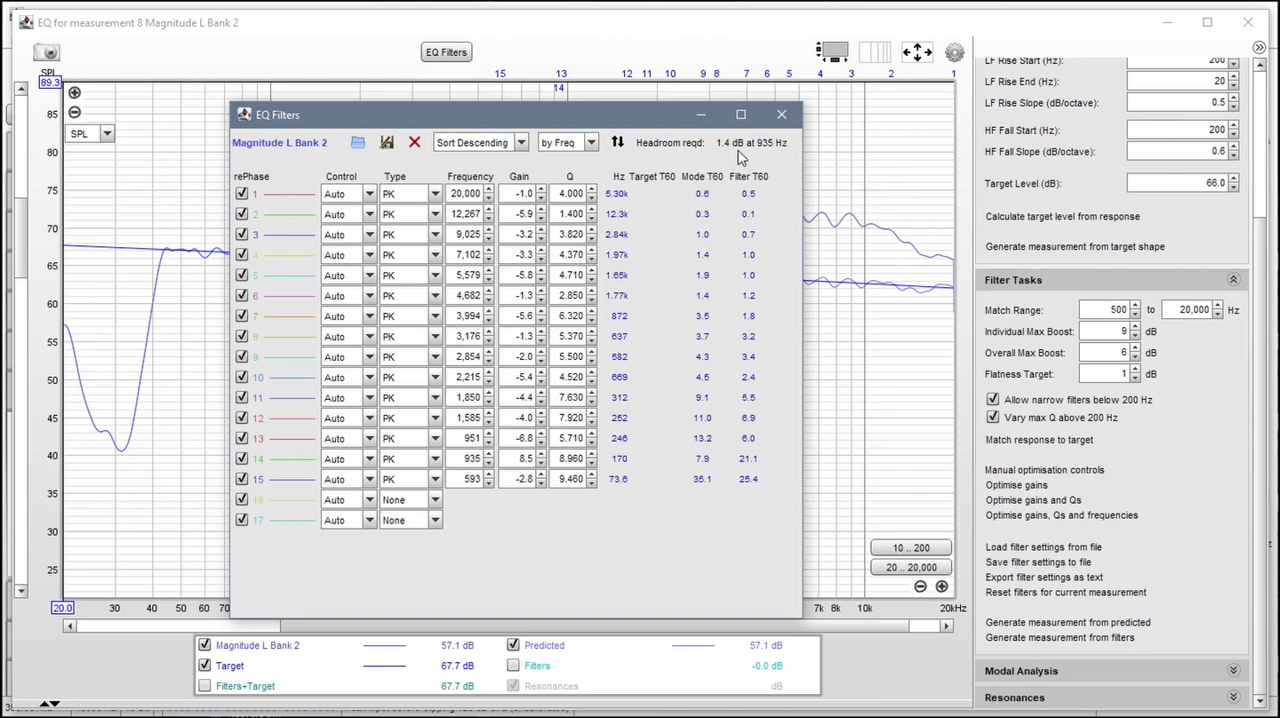 EQ for measurement 8 Magnitude L Bank 2
EQ Filters
SPL
89.3
15 13 12 11 10 9 8 7 6 5 4 3 2 1
14
85
80
75
70
65
60
55
50
45
40
35
30
25
SPL
EQ Filters
Magnitude L Bank 2 Sort Descending by Freq Headroom reqd: 1.4 dB at 935 Hz
rePhase Control Type Frequency Gain Q Hz Target T60 Mode T60 Filter T60
1 Auto PK 20,000 -1.0 4.000 5.30k 0.6 0.5
2 Auto PK 12,267 -5.9 1.400 12.3k 0.3 0.1
3 Auto PK 9,025 -3.2 3.820 2.84k 1.0 0.7
4 Auto PK 7,102 -3.3 4.370 1.97k 1.4 1.0
5 Auto PK 5,579 -5.8 4.710 1.65k 1.9 1.0
6 Auto PK 4,682 -1.3 2.850 1.77k 1.4 1.2
7 Auto PK 3,994 -5.6 6.320 872 3.5 1.8
8 Auto PK 3,176 -1.3 5.370 637 3.7 3.2
9 Auto PK 2,854 -2.0 5.500 582 4.3 3.4
10 Auto PK 2,215 -5.4 4.520 669 4.5 2.4
11 Auto PK 1,850 -4.4 7.630 312 9.1 5.5
12 Auto PK 1,585 -4.0 7.920 252 11.0 6.9
13 Auto PK 951 -6.8 5.710 246 13.2 6.0
14 Auto PK 935 8.5 8.960 170 7.9 21.1
15 Auto PK 593 -2.8 9.460 73.6 35.1 25.4
16 Auto None
17 Auto None
10 .. 200
20 .. 20,000
20.0 30 40 50 60 70 7k 8k 10k 20kHz
Magnitude L Bank 2 57.1 dB Predicted 57.1 dB
Target 67.7 dB Filters -0.0 dB
Filters+Target 67.7 dB Resonances dB
LF Rise Start (Hz): 200
LF Rise End (Hz): 20
LF Rise Slope (dB/octave): 0.5
HF Fall Start (Hz): 200
HF Fall Slope (dB/octave): 0.6
Target Level (dB): 66.0
Calculate target level from response
Generate measurement from target shape
Filter Tasks
Match Range: 500 to 20,000 Hz
Individual Max Boost: 9 dB
Overall Max Boost: 6 dB
Flatness Target: 1 dB
Allow narrow filters below 200 Hz
Vary max Q above 200 Hz
Match response to target
Manual optimisation controls
Optimise gains
Optimise gains and Qs
Optimise gains, Qs and frequencies
Load filter settings from file
Save filter settings to file
Export filter settings as text
Reset filters for current measurement
Generate measurement from predicted
Generate measurement from filters
Modal Analysis
Resonances